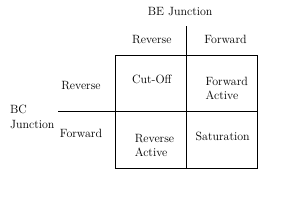 BE Junction
Reverse Forward
Reverse Cut-Off Forward
Active
BC
Junction
Forward Reverse
Active Saturation